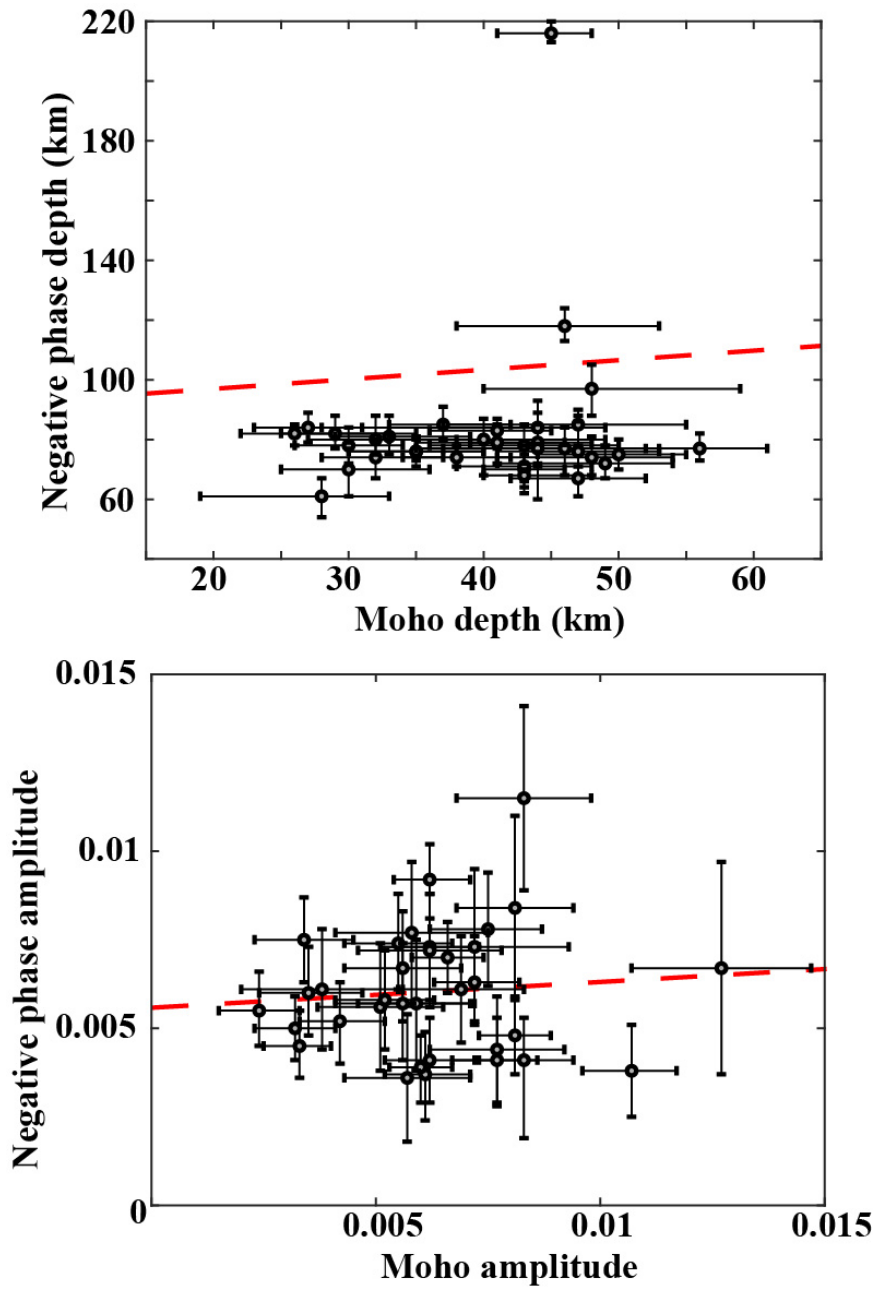 220
180
140
100
60
Negative phase depth (km)
20 30 40 50 60
Moho depth (km)
0.015
0.01
0.005
0
Negative phase amplitude
0.005 0.01 0.015
Moho amplitude